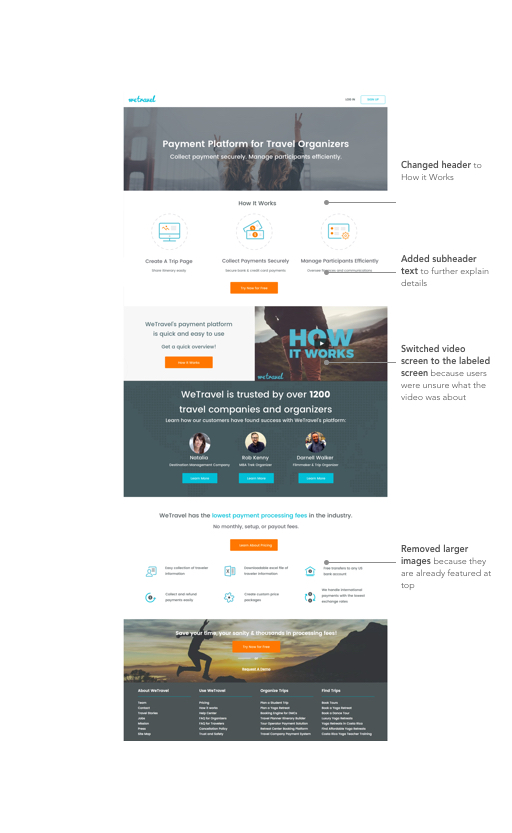 wetravel
LOG IN
SIGN UP
Payment Platform for Travel Organizers
Collect payment securely. Manage participants efficiently.
How It Works
Create A Trip Page
Collect Payments Securely
Manage Participants Efficiently
Share itinerary easily
Secure bank & credit card payments
Oversee requests and communications
Try Now for Free
WeTravel's payment platform
is quick and easy to use
Get a quick overview!
How It Works
HOW
IT WORKS
wetravel
WeTravel is trusted by over 1200
travel companies and organizers
Learn how our customers have found success with WeTravel's platform:
Natalia
Rob Kenny
Darnell Walker
Destination Management Company
MBA Trek Organizer
Filmmaker & Trip Organizer
Learn More
Learn More
Learn More
WeTravel has the lowest payment processing fees in the industry.
No monthly, setup, or payout fees.
Learn About Pricing
Easy collection of traveler
information
Downloadable excel file of
traveler information
Free transfers to any US
bank account
Collect and refund
payments easily
Create custom price
packages
We handle international
payments with the lowest
exchange rates
Save your time, your sanity & thousands in processing fees!
Try Now for Free
or
Request A Demo
About WeTravel
Team
Contact
Travel Stories
Jobs
Mission
Press
Site Map
Use WeTravel
Pricing
How it works
Help Center
FAQ for Organizers
FAQ for Travelers
Cancellation Policy
Trust and Safety
Organize Trips
Plan a Student Trip
Plan a Yoga Retreat
Booking Engine for DMCs
Travel Planner Itinerary Builder
Tour Operator Payment Solution
Retreat Center Booking Platform
Travel Company Payment System
Find Trips
Book Tours
Book a Yoga Retreat
Book a Dance Tour
Luxury Yoga Retreats
Yoga Retreats in Costa Rica
Find Affordable Yoga Retreats
Costa Rica Yoga Teacher Training
Changed header to
How it Works
Added subheader
text to further explain
details
Switched video
screen to the labeled
screen because users
were unsure what the
video was about
Removed larger
images because they
are already featured at
top